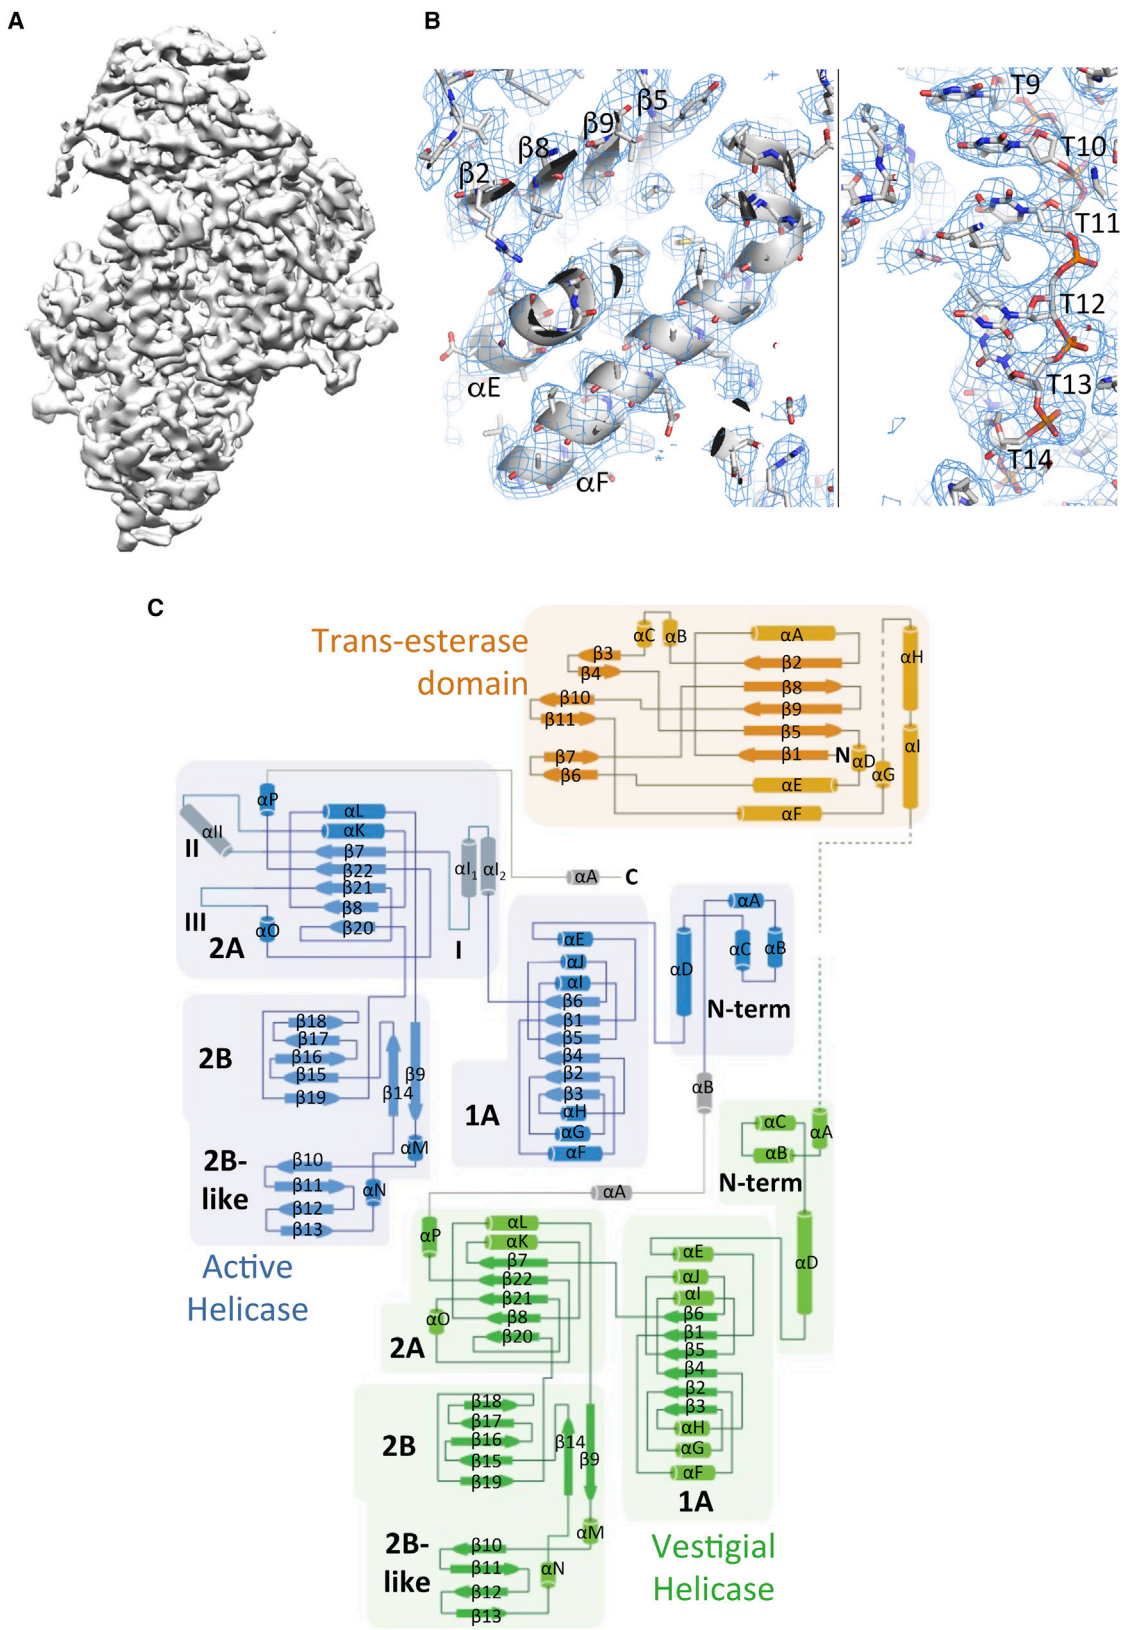 A
B
β5
β9
β8
β2
αE
αF
T9
T10
T11
T12
T13
T14
C
Trans-esterase
domain
αC
αB
αA
β3
β2
β4
β8
β10
β9
β11
β5
β7
β1
N
αD
β6
αE
αG
αF
αH
αI
αP
αL
αII
αK
II
β7
β22
β21
III
β8
αO
β20
2A
I
αI1
αI2
αA
C
αE
αJ
αI
β6
β1
β5
β4
β2
β3
αH
αG
αF
1A
αA
αC
αB
αD
N-term
β18
β17
2B
β16
β15
β19
β9
β14
αM
2B-
like
β10
β11
αN
β12
β13
Active
Helicase
αB
αA
αC
αA
αB
N-term
αD
αP
αL
αK
β7
β22
β21
αO
β8
β20
2A
αE
αJ
αI
β6
β1
β5
β4
β2
β3
αH
αG
αF
1A
β18
β17
2B
β16
β15
β19
β14
β9
αM
2B-
like
β10
β11
αN
β12
β13
Vestigial
Helicase